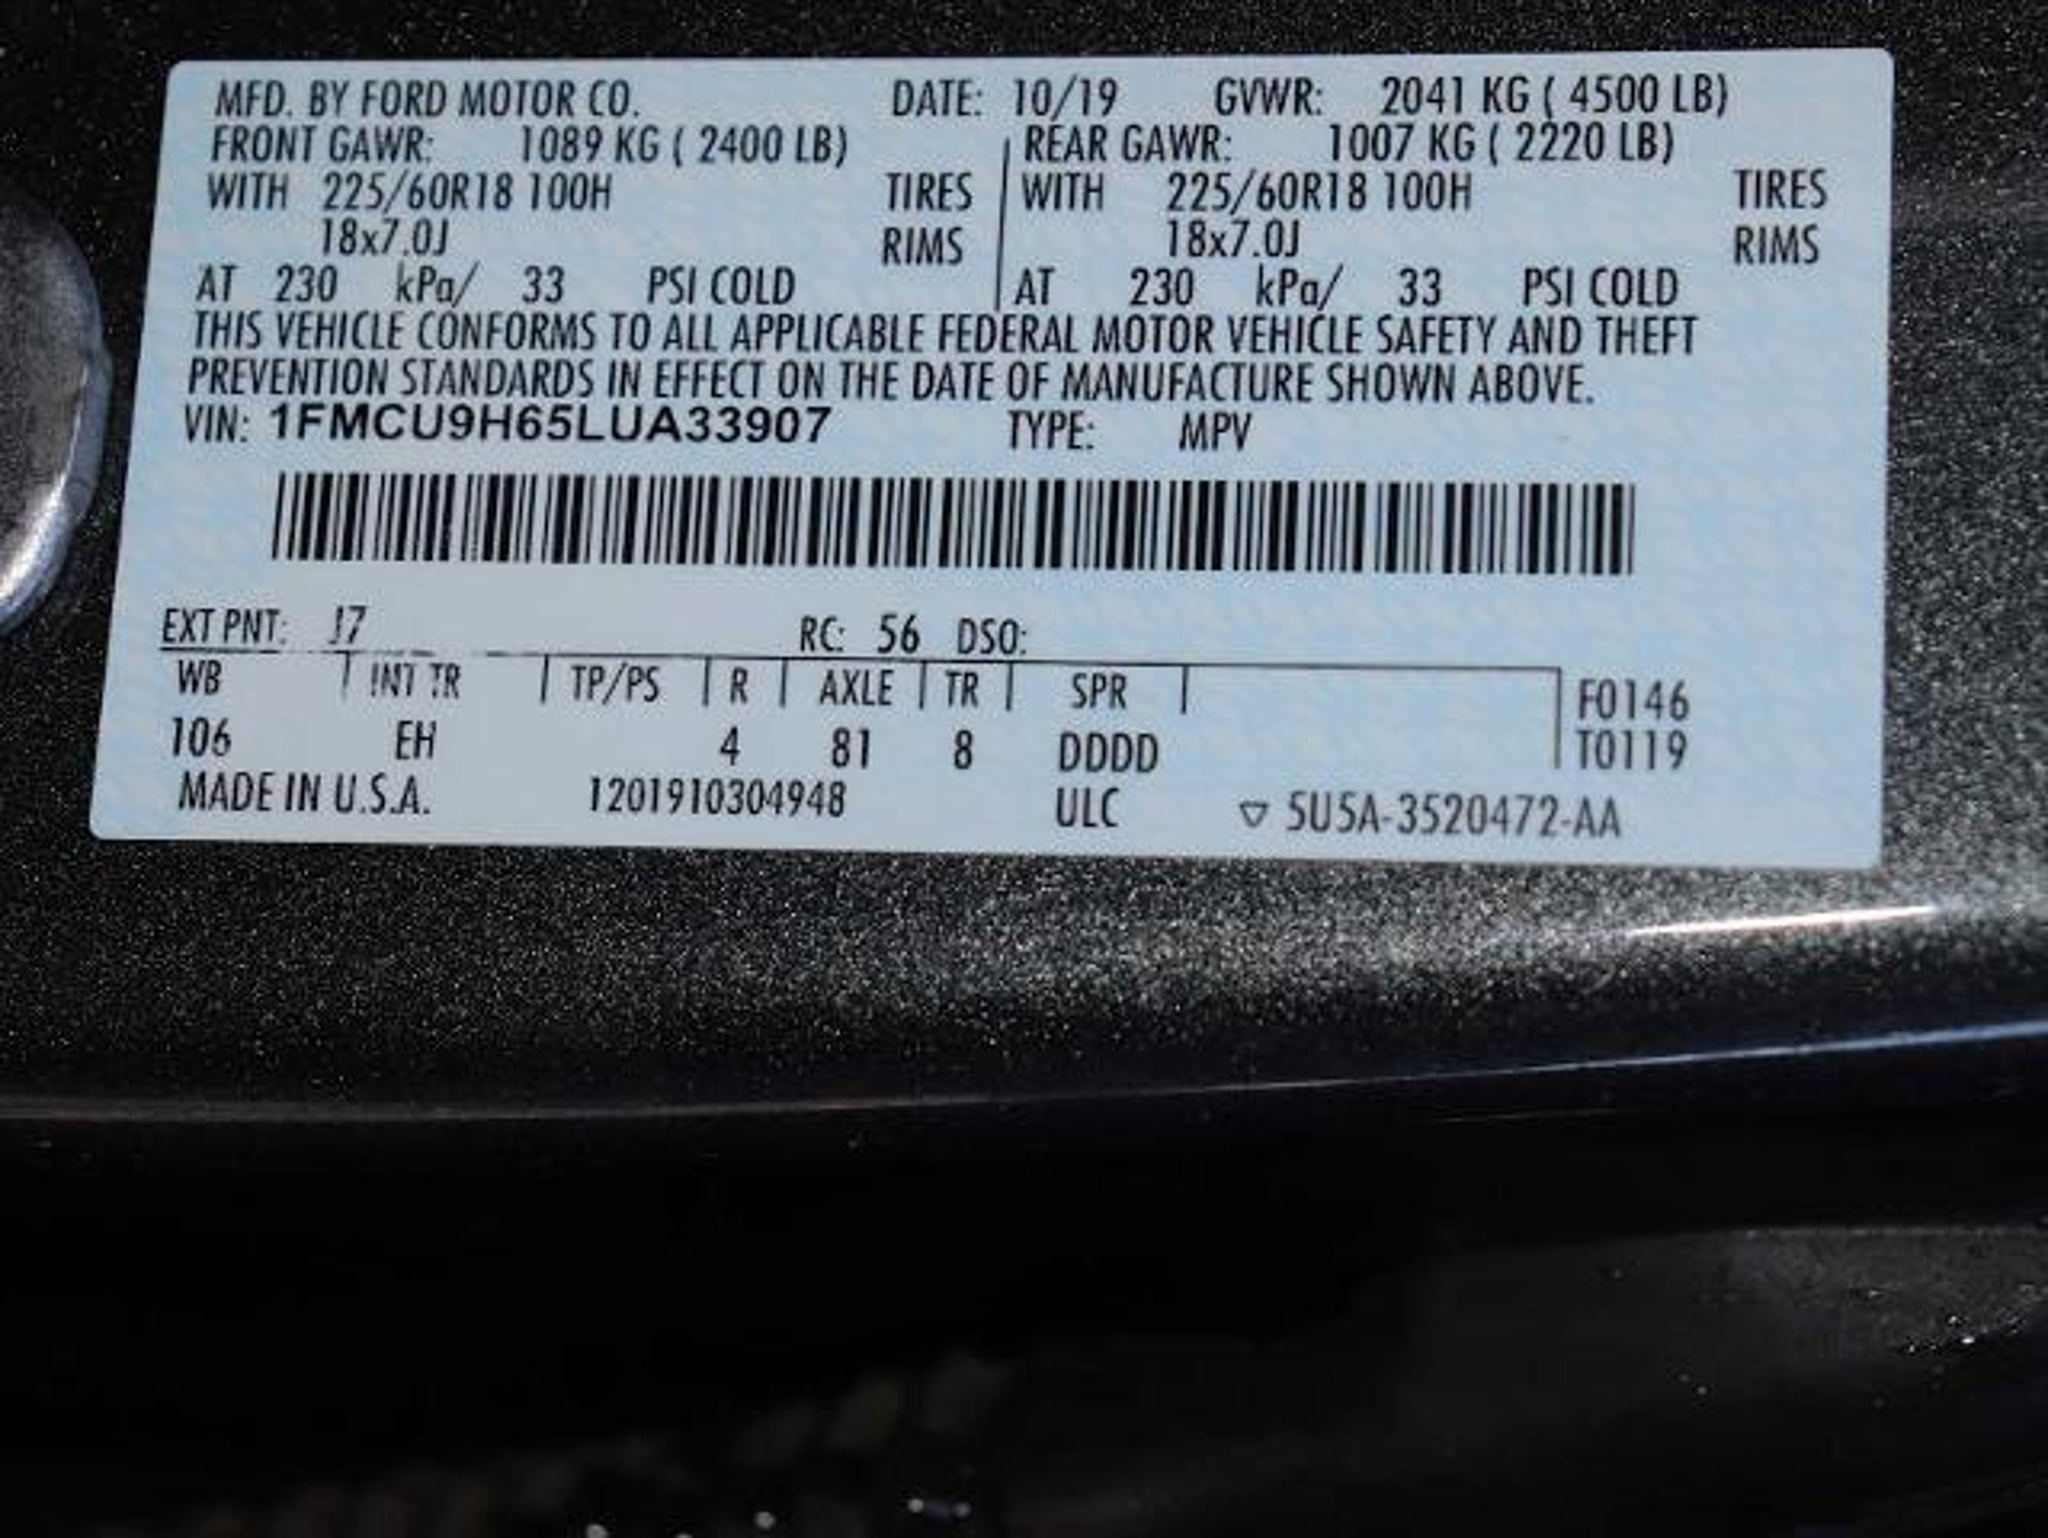 MFD. BY FORD MOTOR CO. DATE: 10/19 GVWR: 2041 KG ( 4500 LB)
FRONT GAWR: 1089 KG ( 2400 LB) REAR GAWR: 1007 KG ( 2220 LB)
WITH 225/60R18 100H TIRES WITH 225/60R18 100H TIRES
18x7.0J RIMS 18x7.0J RIMS
AT 230 kPa/ 33 PSI COLD AT 230 kPa/ 33 PSI COLD
THIS VEHICLE CONFORMS TO ALL APPLICABLE FEDERAL MOTOR VEHICLE SAFETY AND THEFT
PREVENTION STANDARDS IN EFFECT ON THE DATE OF MANUFACTURE SHOWN ABOVE.
VIN: 1FMCU9H65LUA33907 TYPE: MPV
EXT PNT: J7 RC: 56 DSO:
WB INT TR TP/PS R AXLE TR SPR F0146
106 EH 4 81 8 DDDD T0119
MADE IN U.S.A. 1201910304948 ULC ▽ 5U5A-3520472-AA